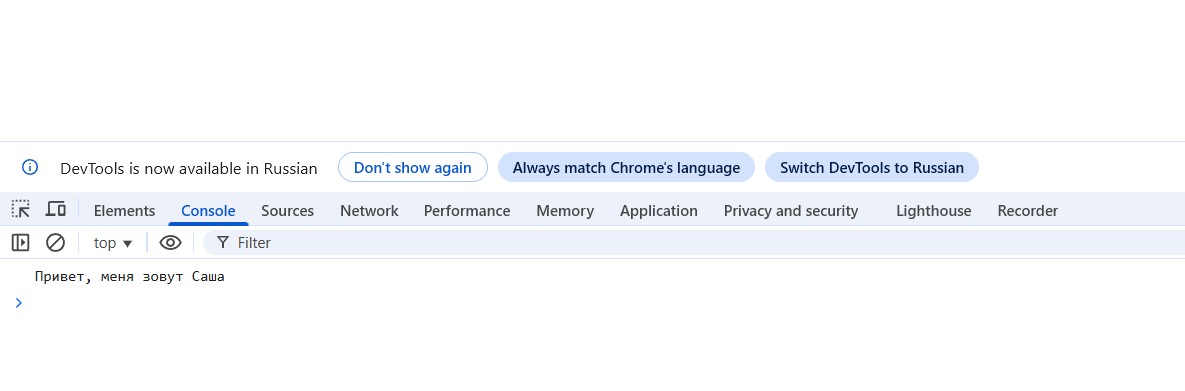 DevTools is now available in Russian Don't show again Always match Chrome's language Switch DevTools to Russian
Elements Console Sources Network Performance Memory Application Privacy and security Lighthouse Recorder
top ▼ Filter
Привет, меня зовут Саша
>